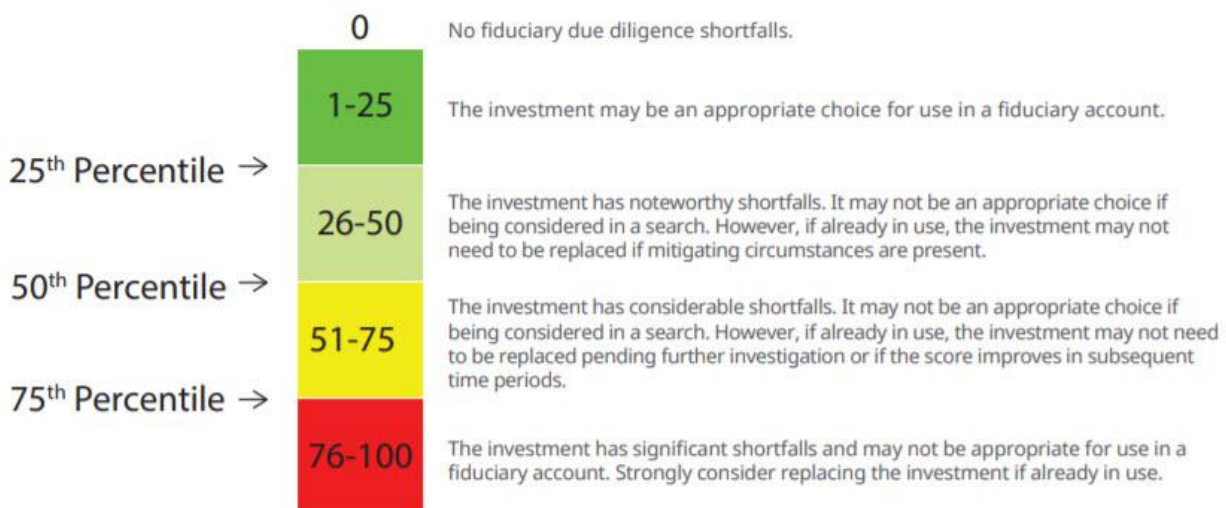 0
No fiduciary due diligence shortfalls.
1-25
The investment may be an appropriate choice for use in a fiduciary account.
25th Percentile →
26-50
The investment has noteworthy shortfalls. It may not be an appropriate choice if
being considered in a search. However, if already in use, the investment may not
need to be replaced if mitigating circumstances are present.
50th Percentile →
51-75
The investment has considerable shortfalls. It may not be an appropriate choice if
being considered in a search. However, if already in use, the investment may not need
to be replaced pending further investigation or if the score improves in subsequent
time periods.
75th Percentile →
76-100
The investment has significant shortfalls and may not be appropriate for use in a
fiduciary account. Strongly consider replacing the investment if already in use.